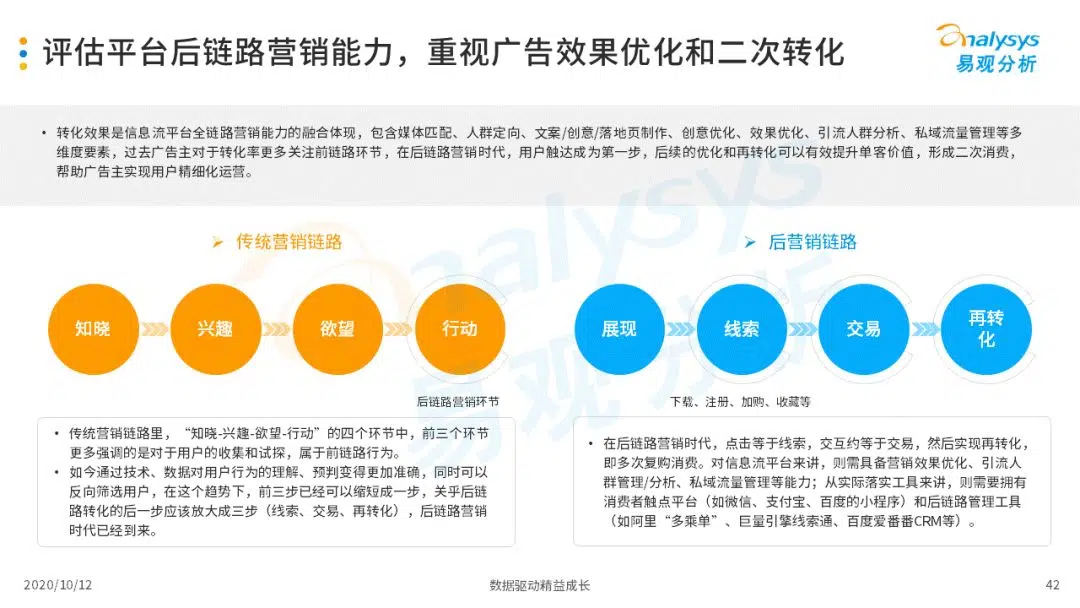 评估平台后链路营销能力，重视广告效果优化和二次转化
analysys
易观分析
• 转化效果是信息流平台全链路营销能力的融合体现，包含媒体匹配、人群定向、文案/创意/落地页制作、创意优化、效果优化、引流人群分析、私域流量管理等多
维度要素，过去广告主对于转化率更多关注前链路环节，在后链路营销时代，用户触达成为第一步，后续的优化和再转化可以有效提升单客价值，形成二次消费，
帮助广告主实现用户精细化运营。
传统营销链路
知晓
兴趣
欲望
行动
后链路营销环节
• 传统营销链路里，“知晓-兴趣-欲望-行动”的四个环节中，前三个环节
更多强调的是对于用户的收集和试探，属于前链路行为。
• 如今通过技术、数据对用户行为的理解、预判变得更加准确，同时可以
反向筛选用户，在这个趋势下，前三步已经可以缩短成一步，关乎后链
路转化的后一步应该放大成三步（线索、交易、再转化），后链路营销
时代已经到来。
后营销链路
展现
线索
交易
再转
化
下载、注册、加购、收藏等
• 在后链路营销时代，点击等于线索，交互约等于交易，然后实现再转化，
即多次复购消费。对信息流平台来讲，则需具备营销效果优化、引流人
群管理/分析、私域流量管理等能力；从实际落实工具来讲，则需要拥有
消费者触点平台（如微信、支付宝、百度的小程序）和后链路管理工具
（如阿里“多乘单”、巨量引擎线索通、百度爱番番CRM等）。
analysys
易观分析
2020/10/12
数据驱动精益成长
42